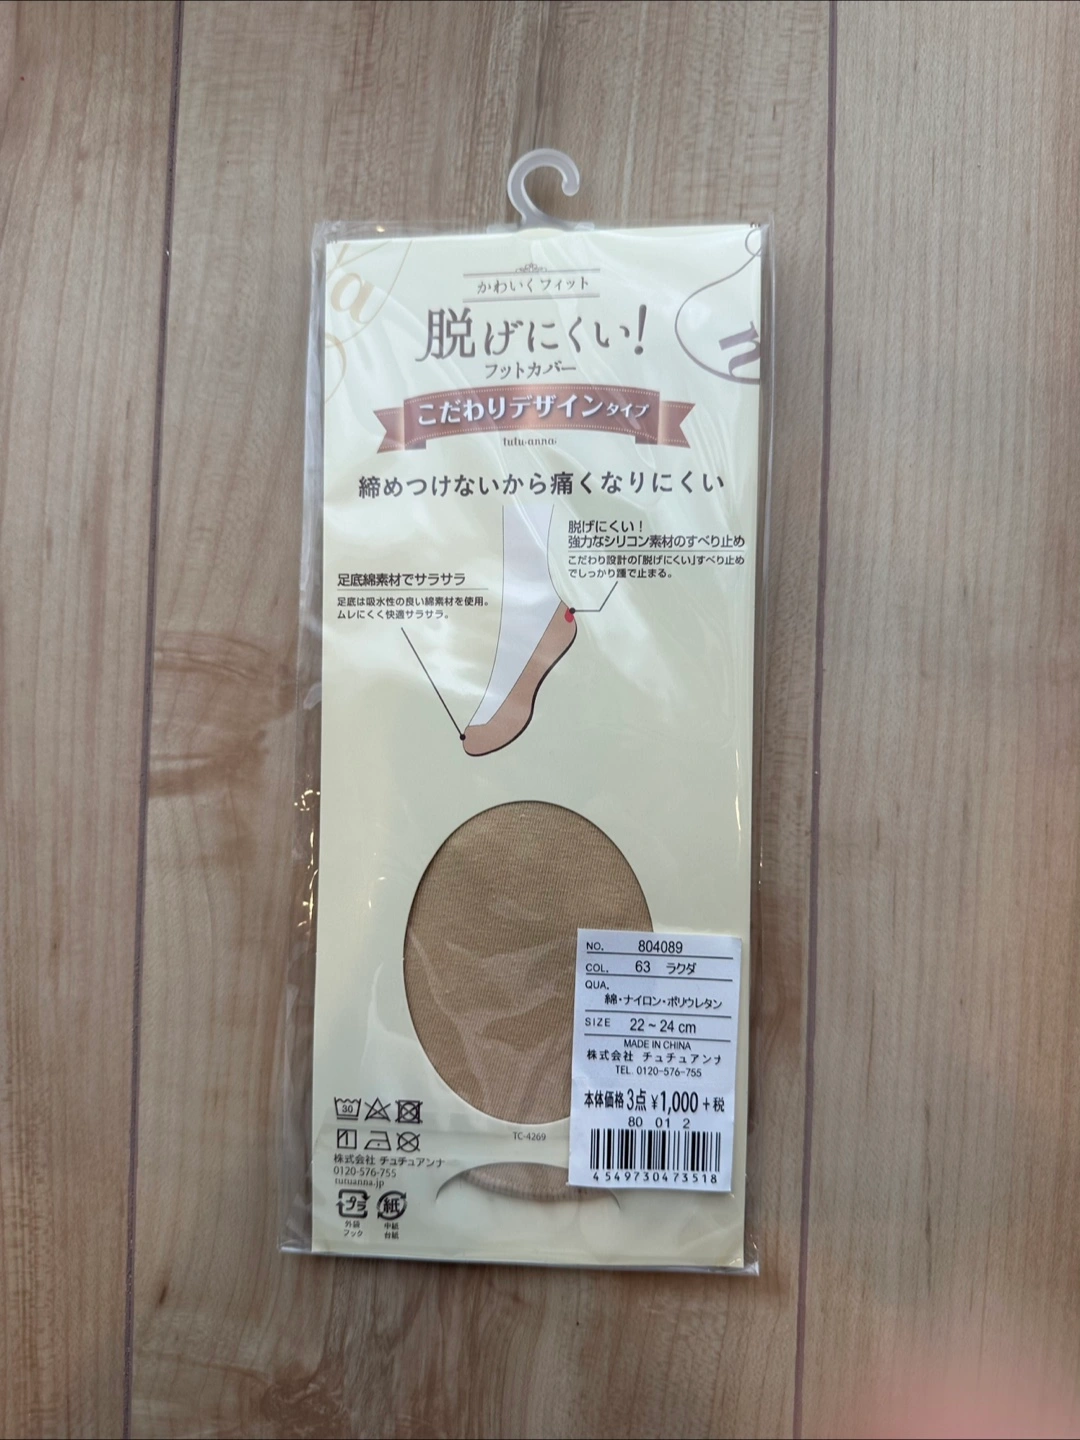 かわいくフィット
脱げにくい!
フットカバー
こだわりデザインタイプ
tutu-anna*
締めつけないから痛くなりにくい
脱げにくい!
強力なシリコン素材のすべり止め
こだわり設計の「脱げにくい」すべり止め
でしっかり踵で止まる。
足底綿素材でサラサラ
足底は吸水性の良い綿素材を使用。
ムレにくく快適サラサラ。
NO. 804089
COL. 63 ラクダ
QUA.
綿・ナイロン・ポリウレタン
SIZE 22~24 cm
MADE IN CHINA
株式会社 チュチュアンナ
TEL. 0120-576-755
本体価格3点¥1,000+税
80 01 2
4549730473518
30
TC-4269
株式会社 チュチュアンナ
0120-576-755
tutuanna.jp
プラ 紙
外袋 中紙
フック 台紙